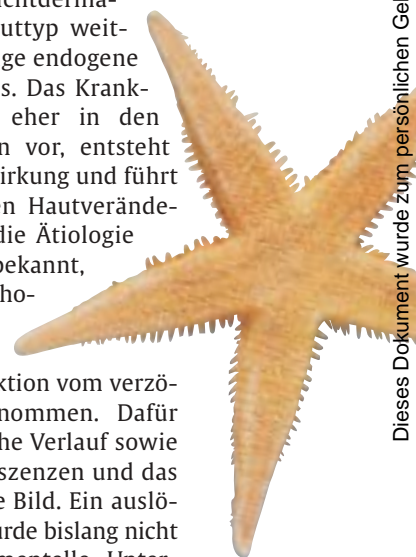 uttyp weit-
ge endogene
s. Das Krank-
eher in den
n vor, entsteht
irkung und führt
en Hautverände-
die Ätiologie
bekannt,
ho-
ktion vom verzö-
nommen. Dafür
he Verlauf sowie
szenzen und das
e Bild. Ein auslö-
urde bislang nicht
Dieses Dokument wurde zum persönlichen Gel